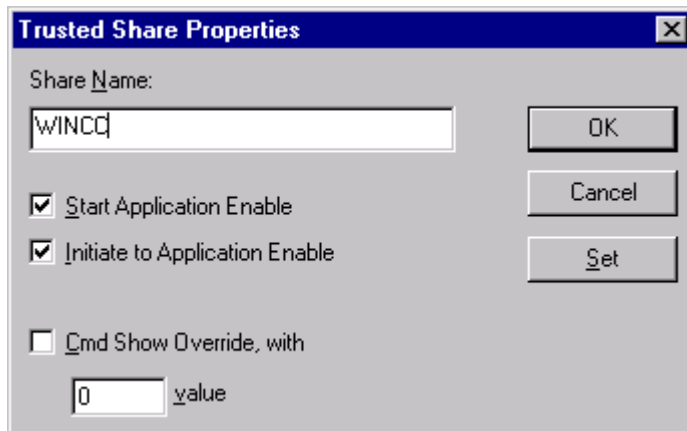 Trusted Share Properties
Share Name:
WINCC
OK
Start Application Enable
Cancel
Initiate to Application Enable
Set
Cmd Show Override, with
0 value